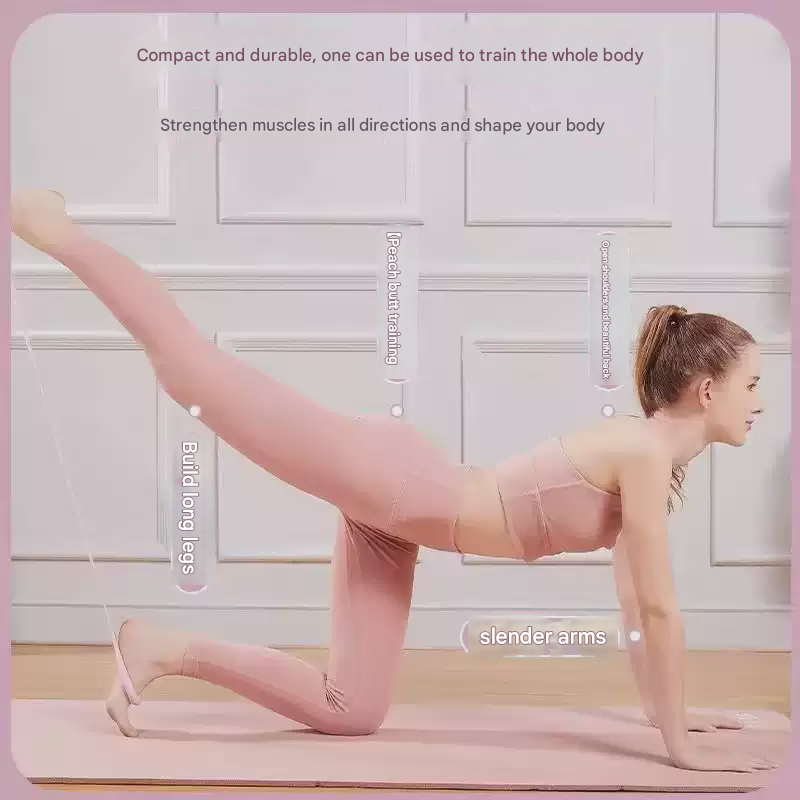 Compact and durable, one can be used to train the whole body
Strengthen muscles in all directions and shape your body
[Peach butt training
Open shoulders and beautiful back
Build long legs
slender arms